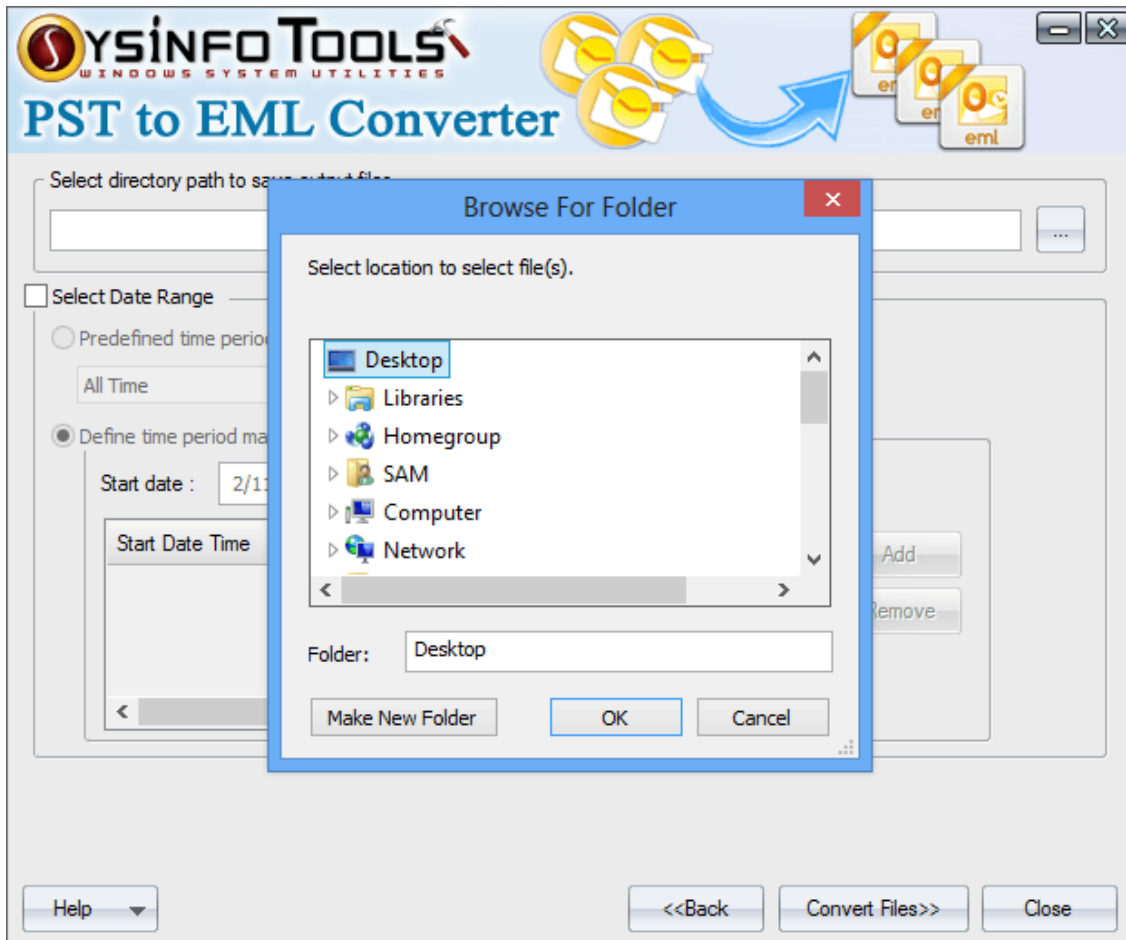 SYSINFO TOOLS
WINDOWS SYSTEM UTILITIES
PST to EML Converter
eml
Select directory path to save output files
...
Browse For Folder
Select location to select file(s).
Desktop
Libraries
Homegroup
SAM
Computer
Network
Folder: Desktop
Make New Folder OK Cancel
Select Date Range
Predefined time perio
All Time
Define time period ma
Start date : 2/11
Start Date Time
Add
Remove
Help <<Back Convert Files>> Close